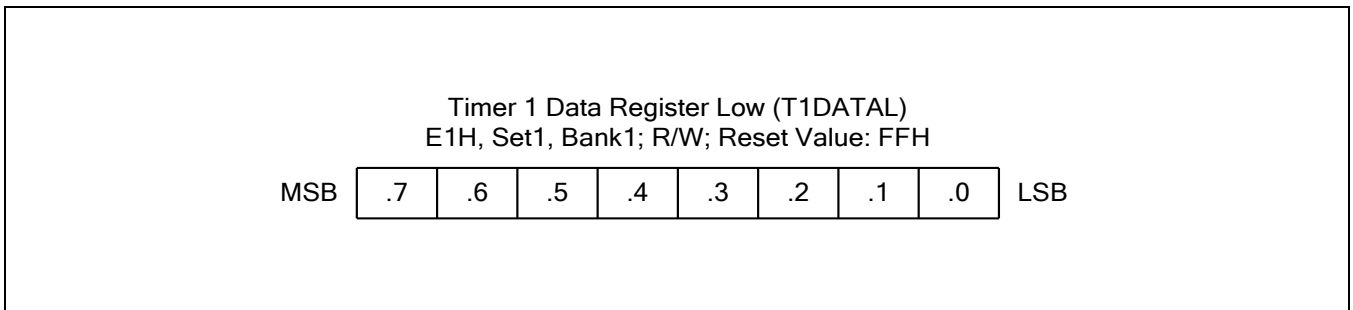 Timer 1 Data Register Low (T1DATAL)
E1H, Set1, Bank1; R/W; Reset Value: FFH
MSB .7 .6 .5 .4 .3 .2 .1 .0 LSB